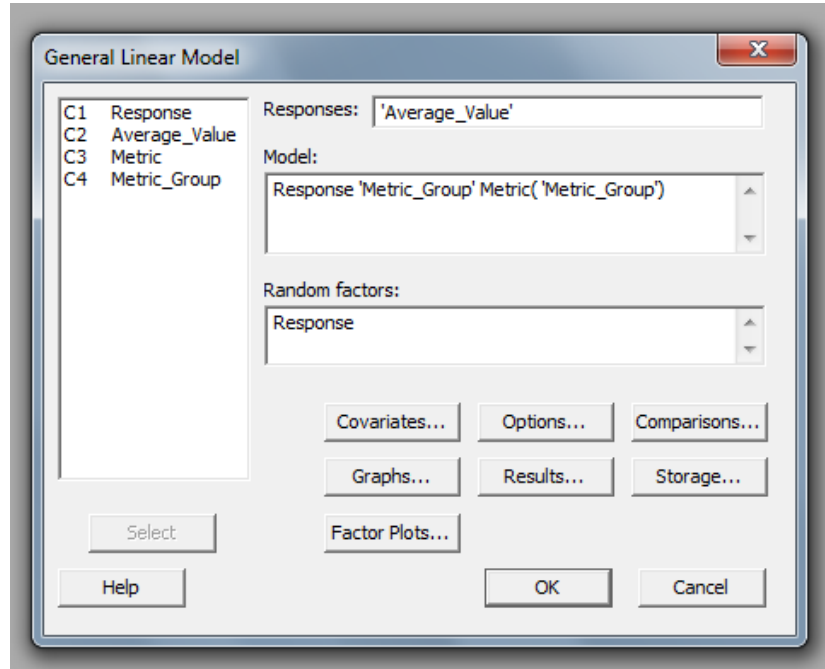 General Linear Model
C1 Response
C2 Average_Value
C3 Metric
C4 Metric_Group
Responses: 'Average_Value'
Model:
Response 'Metric_Group' Metric( 'Metric_Group')
Random factors:
Response
Covariates... Options... Comparisons...
Graphs... Results... Storage...
Select Factor Plots...
Help OK Cancel